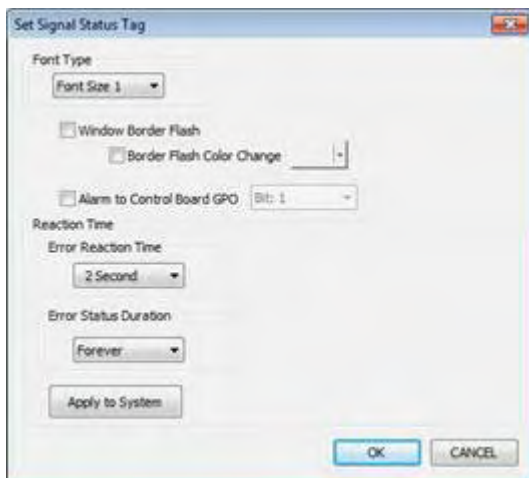 Set Signal Status Tag
Font Type
Font Size 1
Window Border Flash
Border Flash Color Change
Alarm to Control Board GPO Bit: 1
Reaction Time
Error Reaction Time
2 Second
Error Status Duration
Forever
Apply to System
OK CANCEL